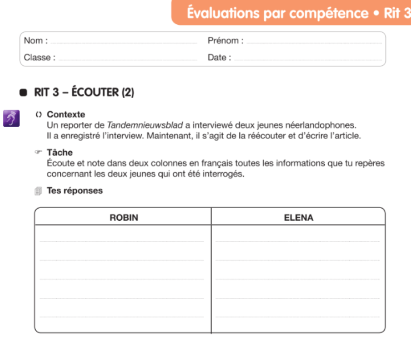 Évaluations par compétence • Rit 3
Nom :
Prénom :
Classe :
Date :
RIT 3 – ÉCOUTER (2)
Contexte
Un reporter de Tandemnieuwsblad a interviewé deux jeunes néerlandophones.
Il a enregistré l'interview. Maintenant, il s'agit de la réécouter et d'écrire l'article.
Tâche
Écoute et note dans deux colonnes en français toutes les informations que tu repères
concernant les deux jeunes qui ont été interrogés.
Tes réponses
ROBIN
ELENA